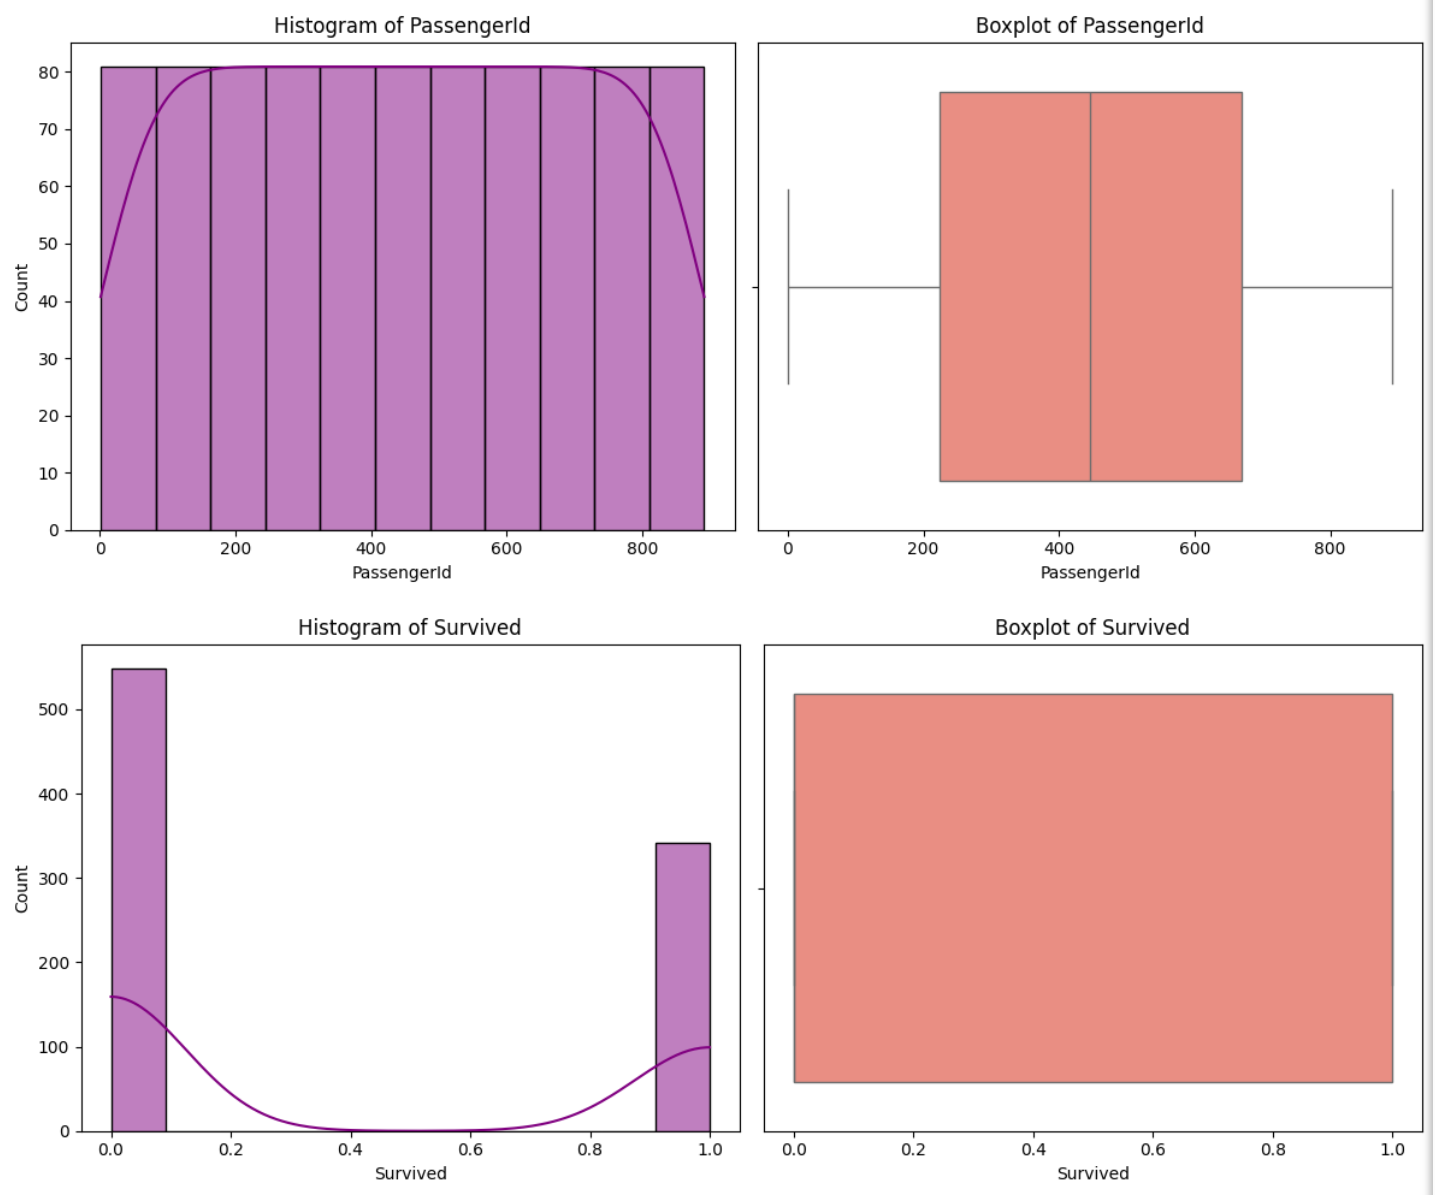 Histogram of PassengerId
Boxplot of PassengerId
80
70
60
50
40
30
20
10
0
Count
0 200 400 600 800
PassengerId
0 200 400 600 800
PassengerId
Histogram of Survived
Boxplot of Survived
500
400
300
200
100
0
Count
0.0 0.2 0.4 0.6 0.8 1.0
Survived
0.0 0.2 0.4 0.6 0.8 1.0
Survived